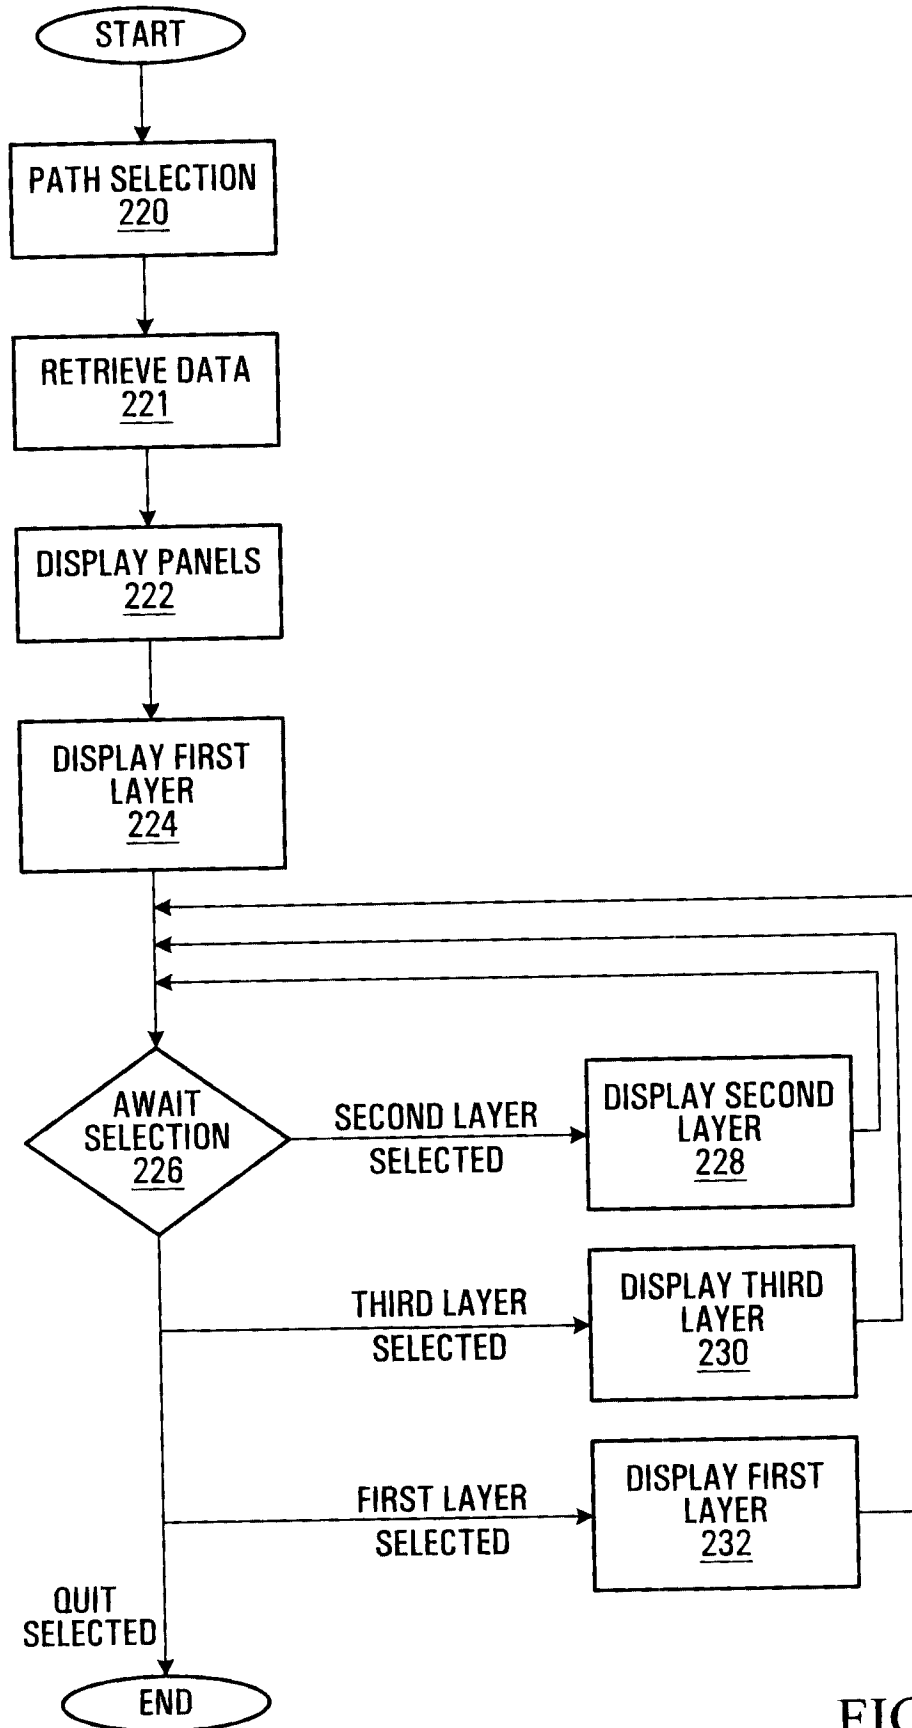 START
PATH SELECTION
220
RETRIEVE DATA
221
DISPLAY PANELS
222
DISPLAY FIRST
LAYER
224
AWAIT
SELECTION
226
SECOND LAYER
SELECTED
DISPLAY SECOND
LAYER
228
THIRD LAYER
SELECTED
DISPLAY THIRD
LAYER
230
FIRST LAYER
SELECTED
DISPLAY FIRST
LAYER
232
QUIT
SELECTED
END